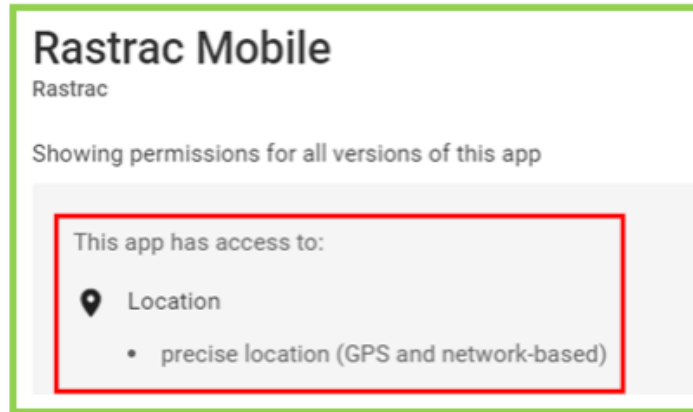 Rastrac Mobile
Rastrac
Showing permissions for all versions of this app
This app has access to:
Location
• precise location (GPS and network-based)